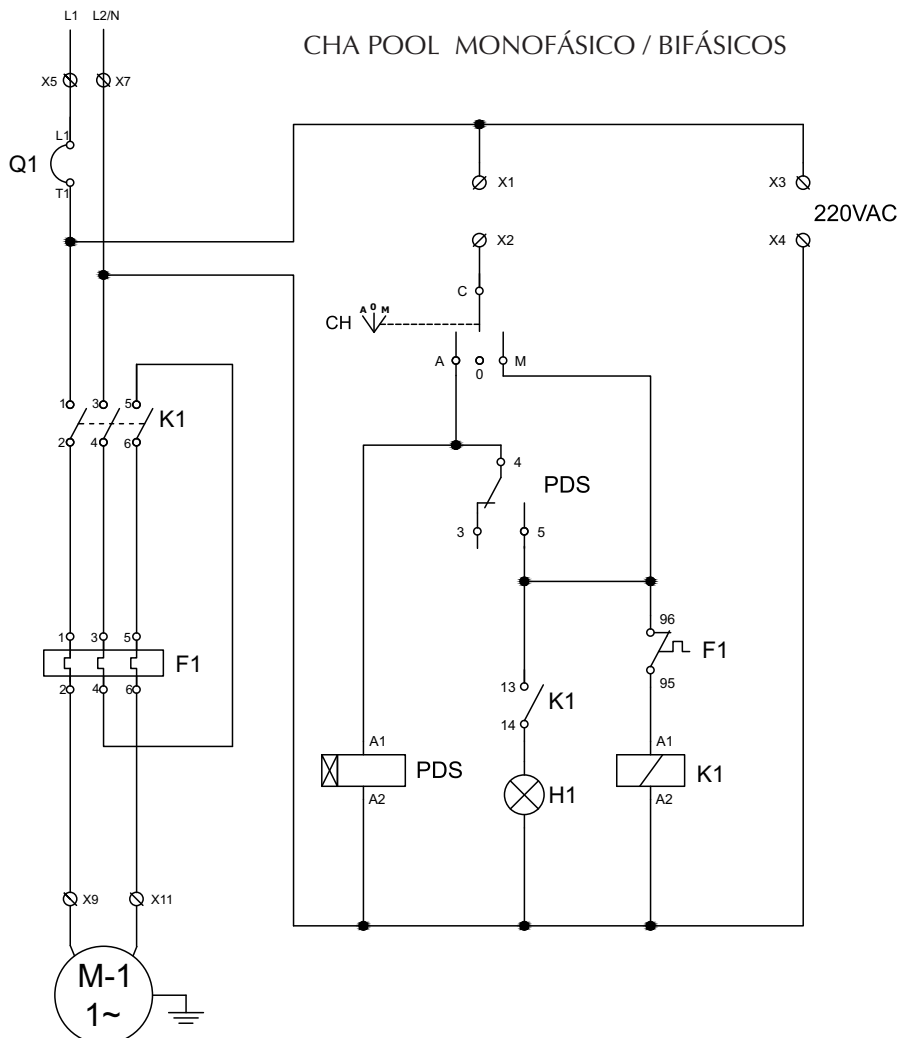 L1 L2/N
CHA POOL MONOFÁSICO / BIFÁSICOS
X5 X7
L1
Q1
T1
X1
X3
220VAC
X2
X4
C
CH A 0 M
A 0 M
1 3 5
K1
2 4 6
4
PDS
3 5
96
F1
95
1 3 5
F1
2 4 6
13
K1
14
A1
PDS
A2
H1
A1
K1
A2
X9 X11
M-1
1~